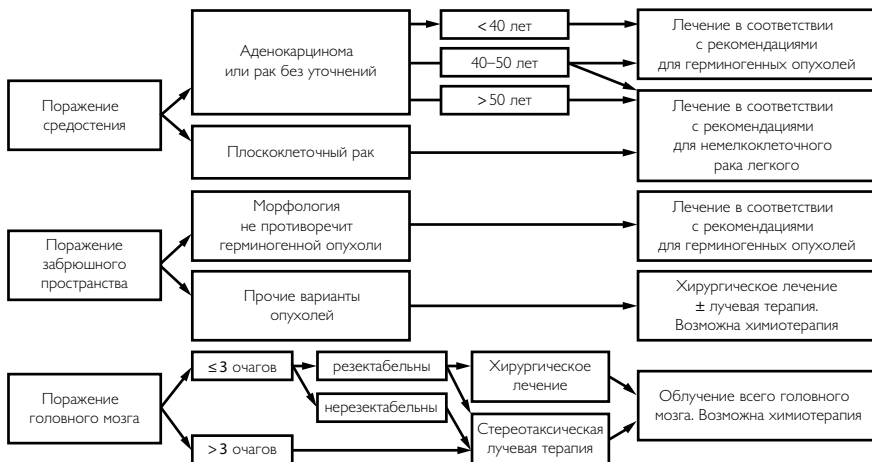 Поражение
средостения
Аденокарцинома
или рак без уточнений
Плоскоклеточный рак
<40 лет
40–50 лет
>50 лет
Лечение в соответствии
с рекомендациями
для герминогенных опухолей
Лечение в соответствии
с рекомендациями
для немелкоклеточного
рака легкого
Поражение
забрюшного
пространства
Морфология
не противоречит
герминогенной опухоли
Прочие варианты
опухолей
Лечение в соответствии
с рекомендациями
для герминогенных опухолей
Хирургическое лечение
± лучевая терапия.
Возможна химиотерапия
Поражение
головного мозга
≤3 очагов
>3 очагов
резектабельны
нерезектабельны
Хирургическое
лечение
Стереотаксическая
лучевая терапия
Облучение всего головного
мозга. Возможна химиотерапия